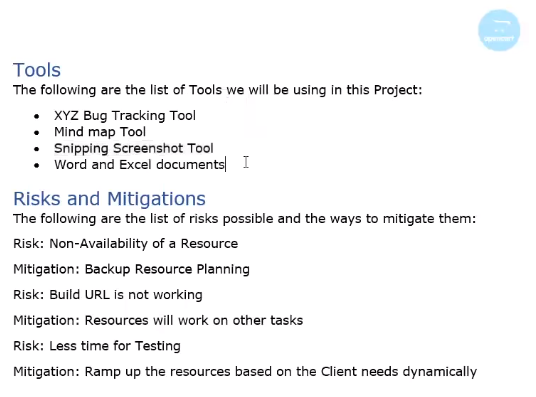 opencart
Tools
The following are the list of Tools we will be using in this Project:
• XYZ Bug Tracking Tool
• Mind map Tool
• Snipping Screenshot Tool
• Word and Excel documents
Risks and Mitigations
The following are the list of risks possible and the ways to mitigate them:
Risk: Non-Availability of a Resource
Mitigation: Backup Resource Planning
Risk: Build URL is not working
Mitigation: Resources will work on other tasks
Risk: Less time for Testing
Mitigation: Ramp up the resources based on the Client needs dynamically